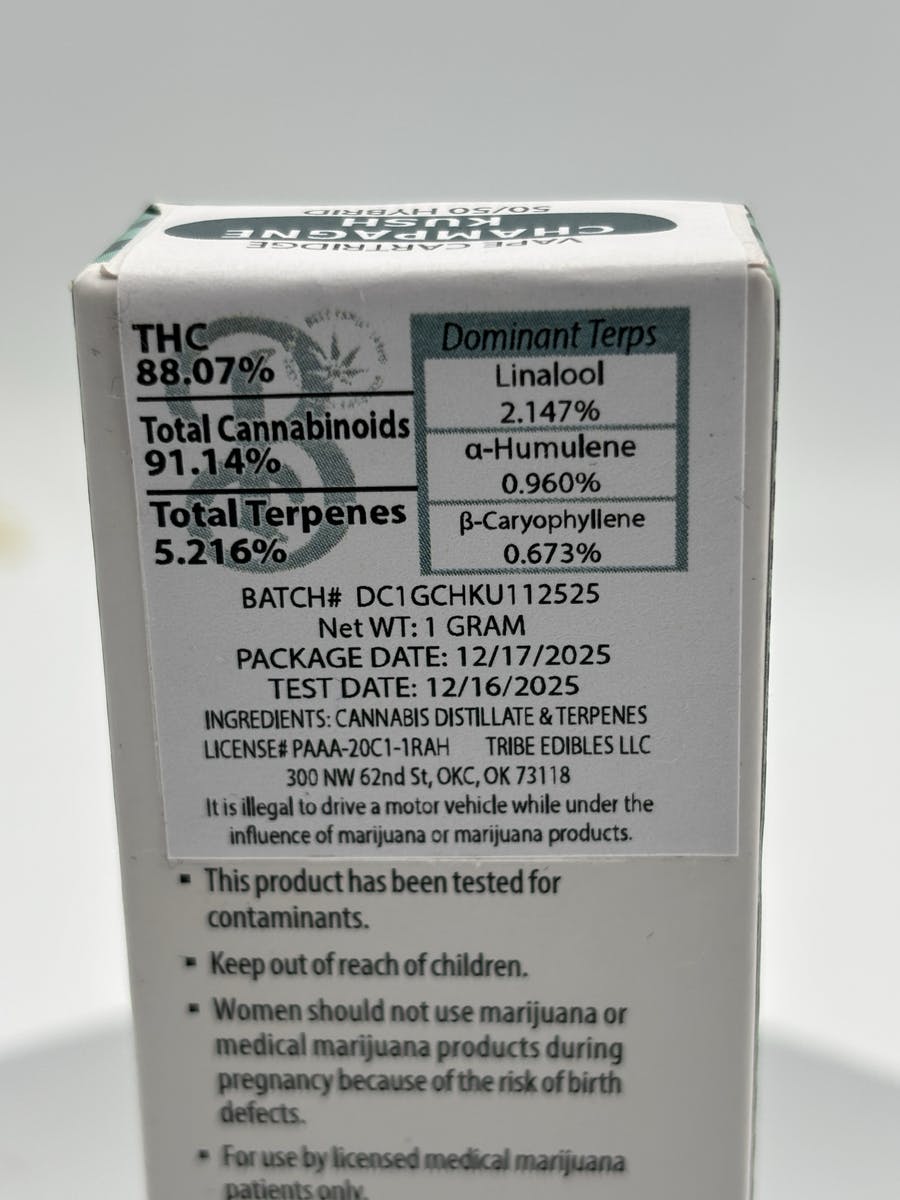 VAPE CARTRIDGE
CHAMPAGNE
KUSH
50/50 HYBRID
THC
88.07%
Total Cannabinoids
91.14%
Total Terpenes
5.216%
Dominant Terps
Linalool
2.147%
α-Humulene
0.960%
β-Caryophyllene
0.673%
BATCH# DC1GCHKU112525
Net WT: 1 GRAM
PACKAGE DATE: 12/17/2025
TEST DATE: 12/16/2025
INGREDIENTS: CANNABIS DISTILLATE & TERPENES
LICENSE# PAAA-20C1-1RAH TRIBE EDIBLES LLC
300 NW 62nd St, OKC, OK 73118
It is illegal to drive a motor vehicle while under the
influence of marijuana or marijuana products.
▪ This product has been tested for
contaminants.
▪ Keep out of reach of children.
▪ Women should not use marijuana or
medical marijuana products during
pregnancy because of the risk of birth
defects.
▪ For use by licensed medical marijuana
patients only.